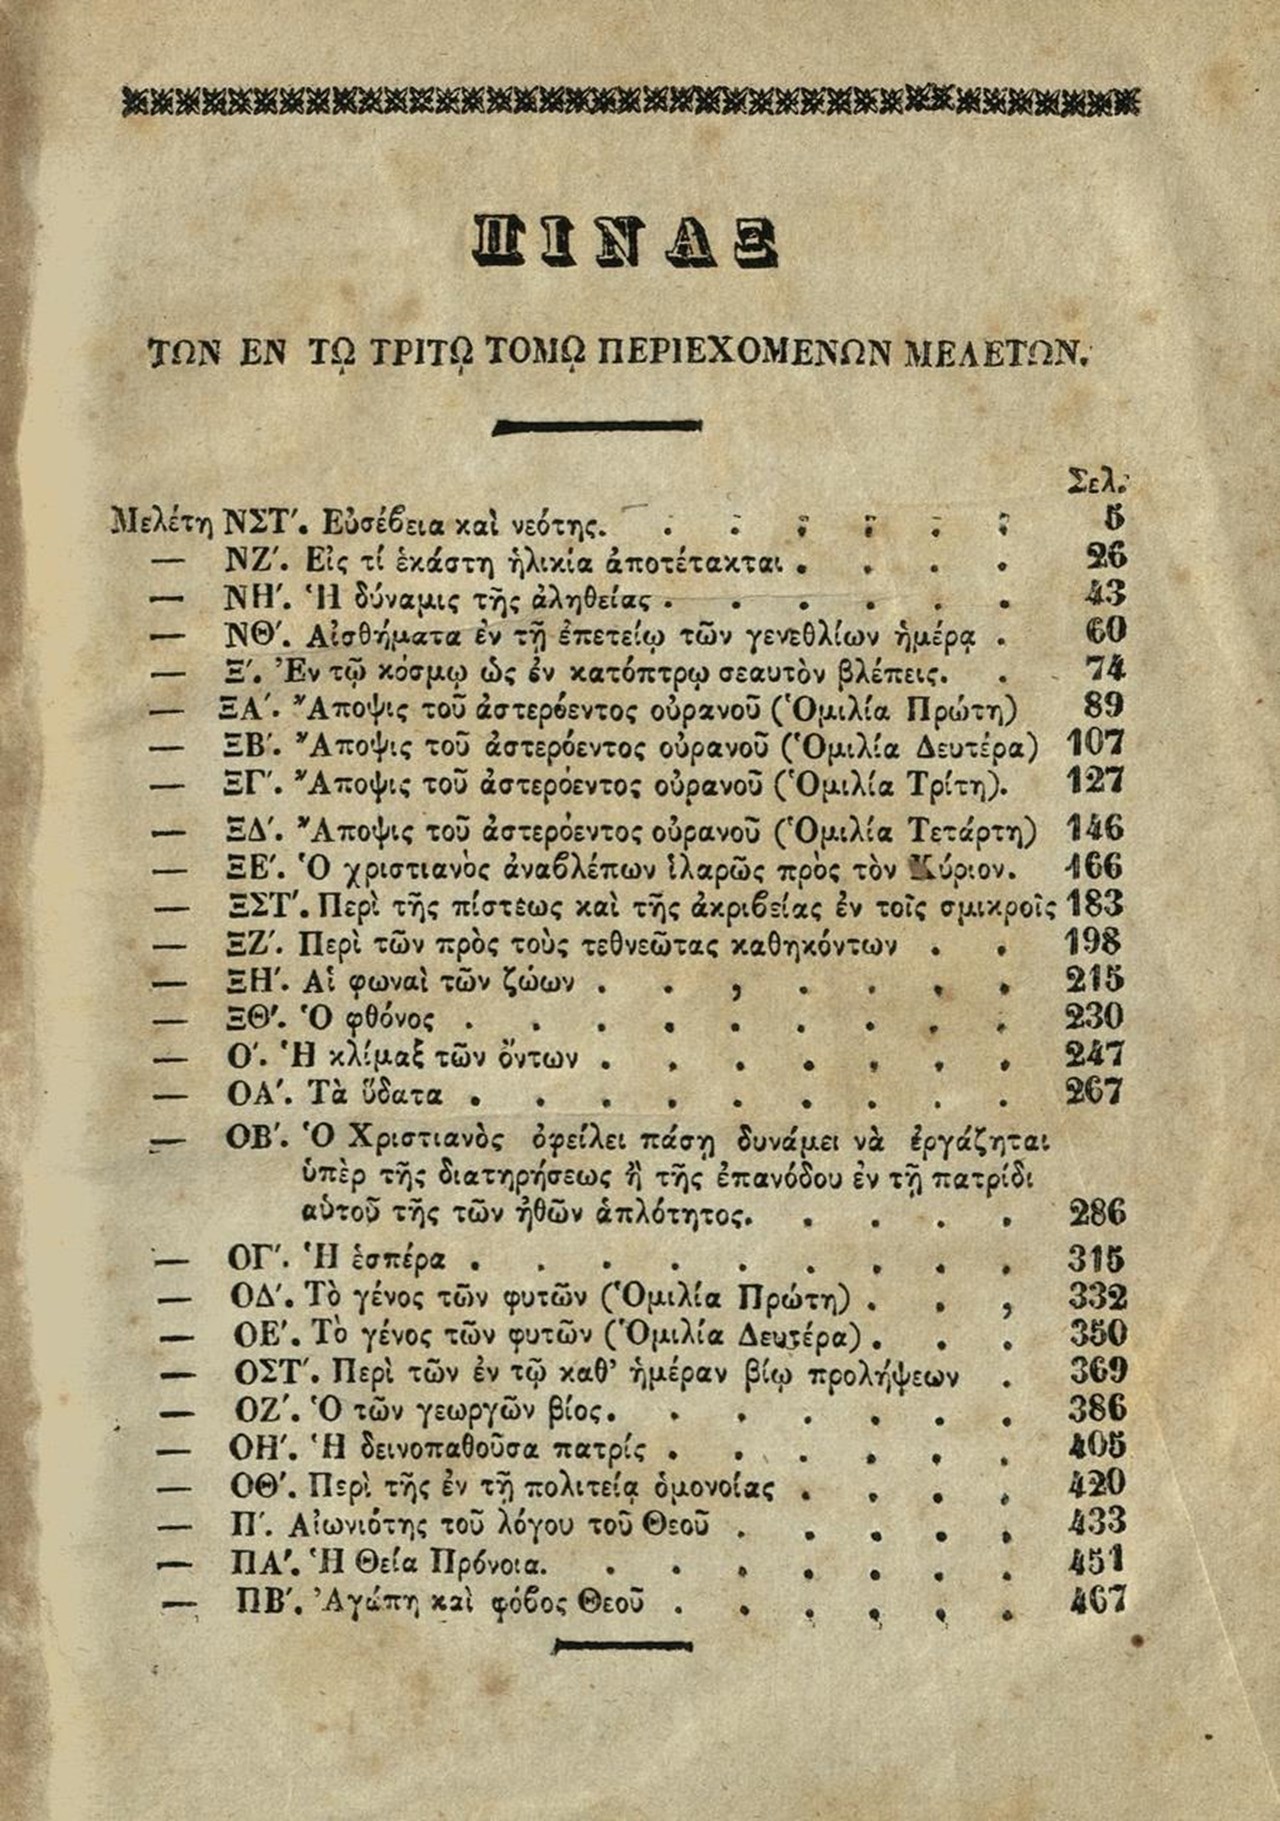 ΠΙΝΑΞ
ΤΩΝ ΕΝ ΤΩ ΤΡΙΤΩ ΤΟΜΩ ΠΕΡΙΕΧΟΜΕΝΩΝ ΜΕΛΕΤΩΝ.
Σελ.
Μελέτη ΝΣΤ΄. Εὐσέβεια καὶ νεότης. . . . . . . 5
— ΝΖ΄. Εἰς τί ἑκάστη ἡλικία ἀποτέτακται . . . . 26
— ΝΗ΄. Ἡ δύναμις τῆς ἀληθείας . . . . . . 43
— ΝΘ΄. Αἰσθήματα ἐν τῇ ἐπετείῳ τῶν γενεθλίων ἡμέρᾳ . 60
— Ξ΄. Ἐν τῷ κόσμῳ ὡς ἐν κατόπτρῳ σεαυτὸν βλέπεις. . 74
— ΞΑ΄. Ἄποψις τοῦ ἀστερόεντος οὐρανοῦ (Ὁμιλία Πρώτη) 89
— ΞΒ΄. Ἄποψις τοῦ ἀστερόεντος οὐρανοῦ (Ὁμιλία Δευτέρα) 107
— ΞΓ΄. Ἄποψις τοῦ ἀστερόεντος οὐρανοῦ (Ὁμιλία Τρίτη). 127
— ΞΔ΄. Ἄποψις τοῦ ἀστερόεντος οὐρανοῦ (Ὁμιλία Τετάρτη) 146
— ΞΕ΄. Ὁ χριστιανὸς ἀναβλέπων ἱλαρῶς πρὸς τὸν Κύριον. 166
— ΞΣΤ΄. Περὶ τῆς πίστεως καὶ τῆς ἀκριβείας ἐν τοῖς σμικροῖς 183
— ΞΖ΄. Περὶ τῶν πρὸς τοὺς τεθνεῶτας καθηκόντων . . 198
— ΞΗ΄. Αἱ φωναὶ τῶν ζώων . . , . . . . 215
— ΞΘ΄. Ὁ φθόνος . . . . . . . . . 230
— Ο΄. Ἡ κλίμαξ τῶν ὄντων . . . . . . . 247
— ΟΑ΄. Τὰ ὕδατα . . . . . . . . . 267
— ΟΒ΄. Ὁ Χριστιανὸς ὀφείλει πάσῃ δυνάμει νὰ ἐργάζηται
ὑπὲρ τῆς διατηρήσεως ἢ τῆς ἐπανόδου ἐν τῇ πατρίδι
αὑτοῦ τῆς τῶν ἠθῶν ἁπλότητος. . . . . 286
— ΟΓ΄. Ἡ ἑσπέρα . . . . . . . . . 315
— ΟΔ΄. Τὸ γένος τῶν φυτῶν (Ὁμιλία Πρώτη) . . , 332
— ΟΕ΄. Τὸ γένος τῶν φυτῶν (Ὁμιλία Δευτέρα) . . . 350
— ΟΣΤ΄. Περὶ τῶν ἐν τῷ καθ' ἡμέραν βίῳ προλήψεων . 369
— ΟΖ΄. Ὁ τῶν γεωργῶν βίος. . . . . . . 386
— ΟΗ΄. Ἡ δεινοπαθοῦσα πατρίς . . . . . . 405
— ΟΘ΄. Περὶ τῆς ἐν τῇ πολιτείᾳ ὁμονοίας . . . . 420
— Π΄. Αἰωνιότης τοῦ λόγου τοῦ Θεοῦ . . . . . 433
— ΠΑ΄. Ἡ Θεία Πρόνοια. . . . . . . . 451
— ΠΒ΄. Ἀγάπη καὶ φόβος Θεοῦ . . . . . . 467